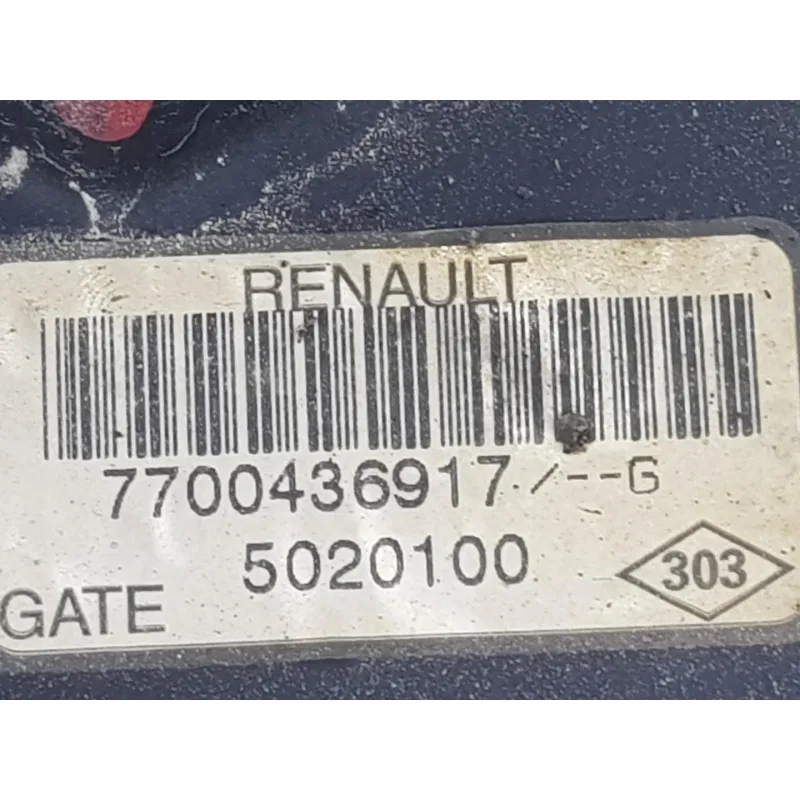 RENAULT
7700436917/--G
5020100
GATE
303